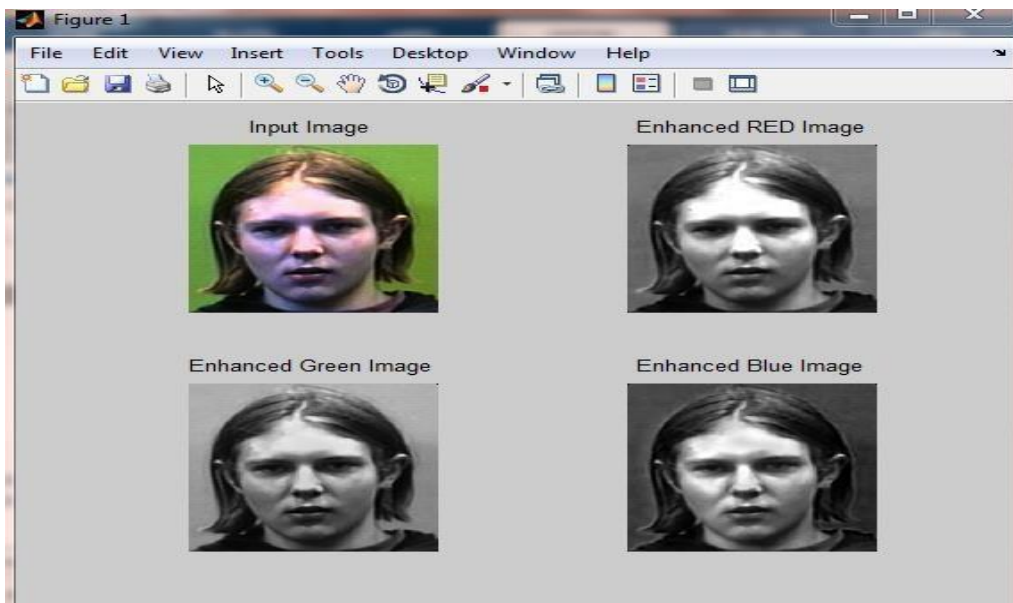 Figure 1
File Edit View Insert Tools Desktop Window Help
Input Image
Enhanced RED Image
Enhanced Green Image
Enhanced Blue Image